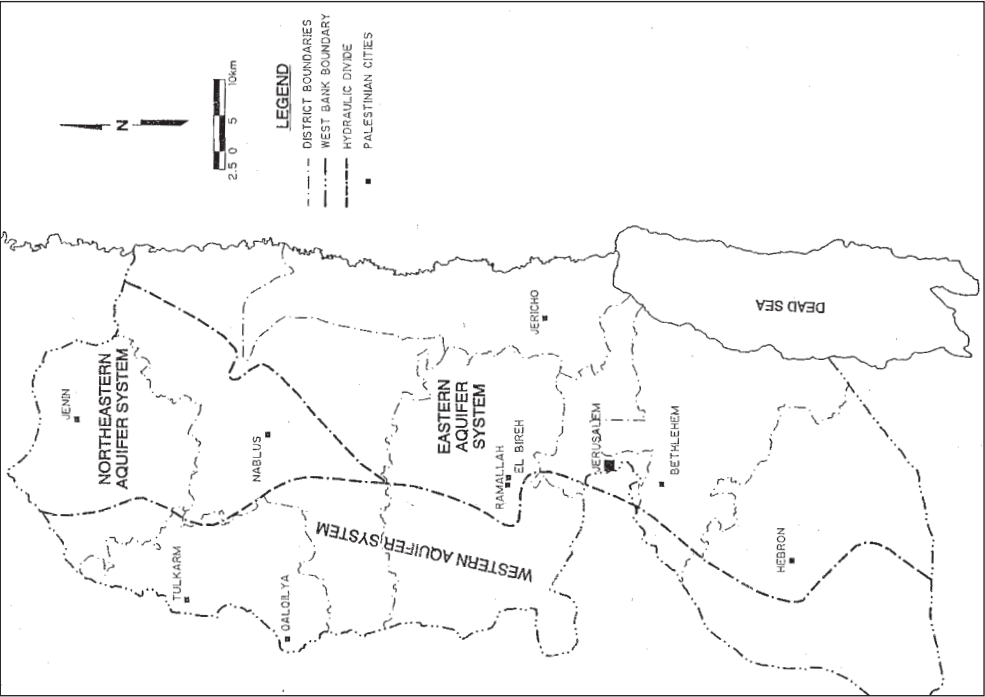 N
2.5 0 5 10km
LEGEND
DISTRICT BOUNDARIES
WEST BANK BOUNDARY
HYDRAULIC DIVIDE
PALESTINIAN CITIES
JENIN
NORTHEASTERN
AQUIFER SYSTEM
TULKARM
NABLUS
QALQILYA
WESTERN AQUIFER SYSTEM
EASTERN
AQUIFER
SYSTEM
RAMALLAH
EL BIREH
JERICHO
JERUSALEM
BETHLEHEM
HEBRON
DEAD SEA